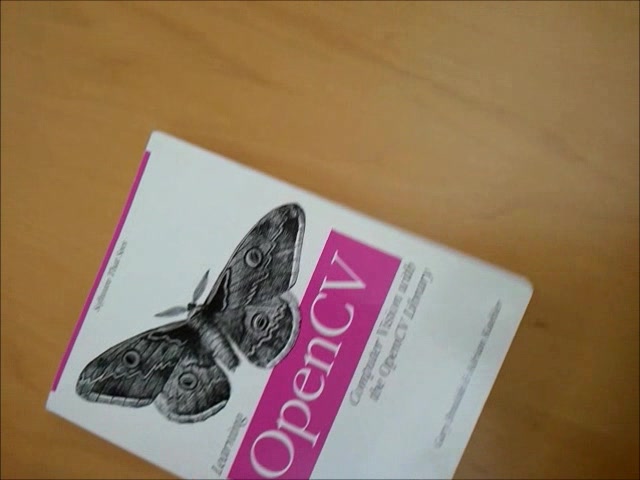 Software That Sees
Learning
OpenCV
Computer Vision with
the OpenCV Library
Gary Bradski & Adrian Kaehler